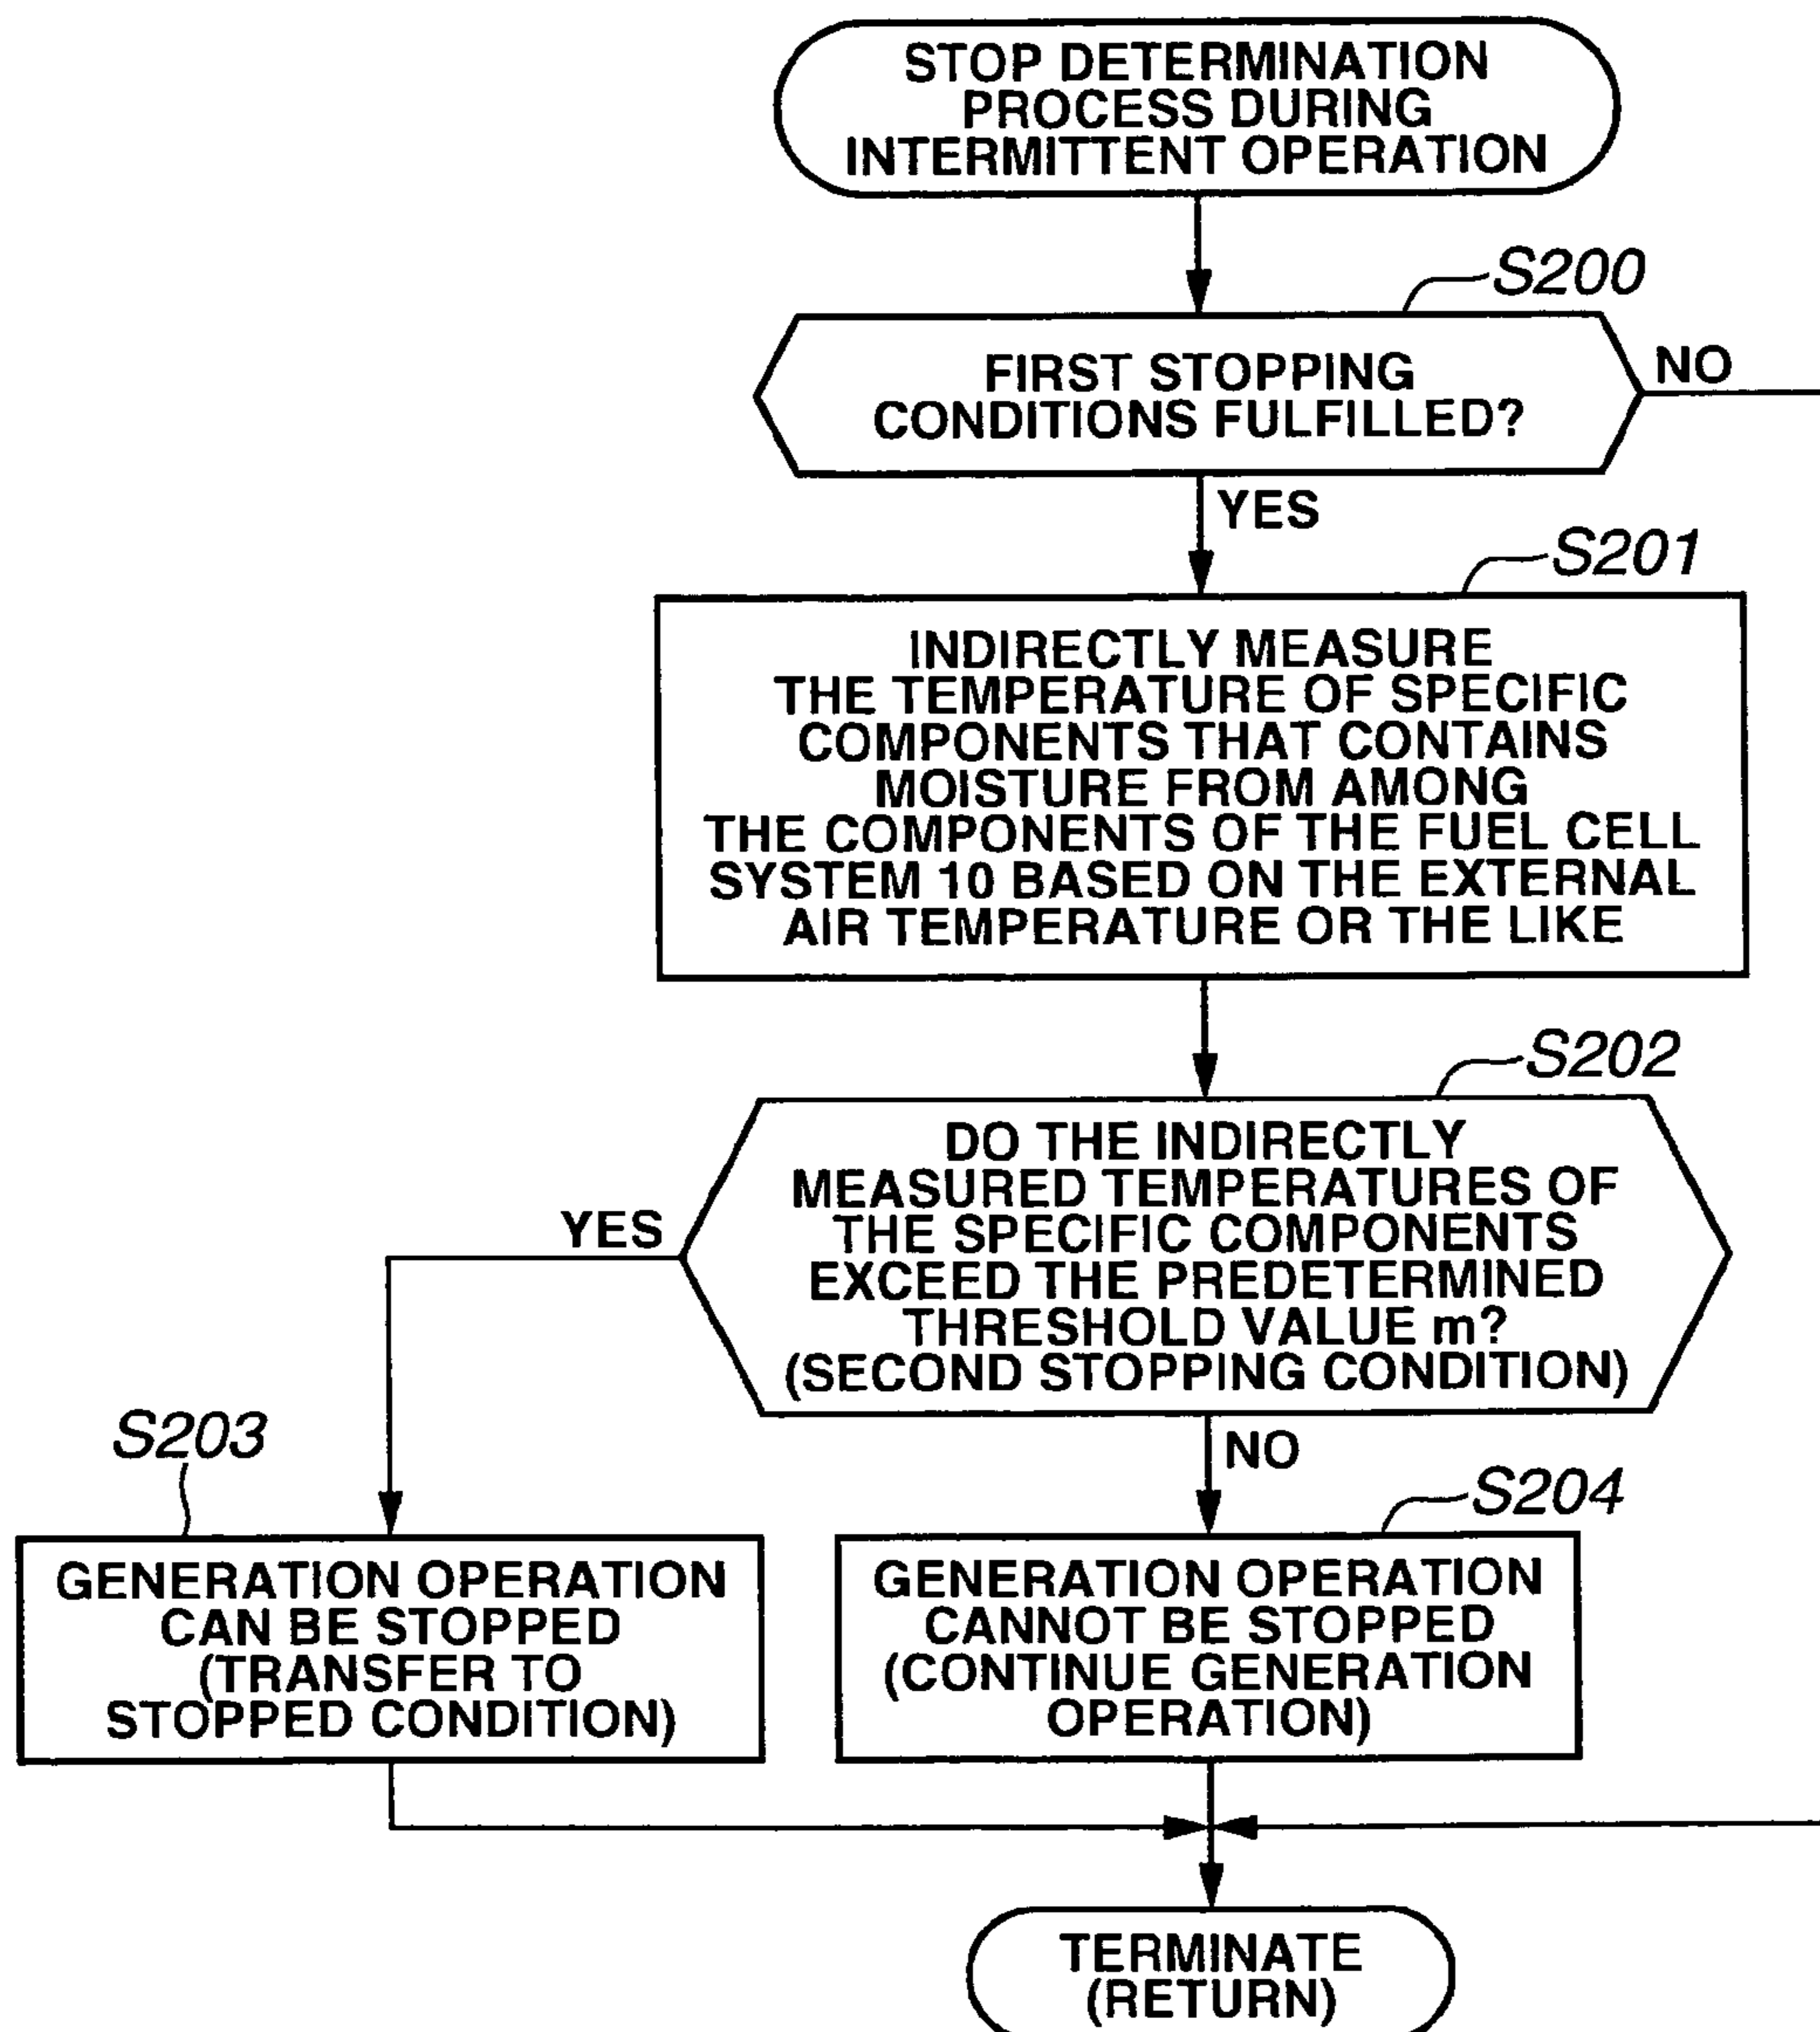 STOP DETERMINATION
PROCESS DURING
INTERMITTENT OPERATION
S200
FIRST STOPPING
CONDITIONS FULFILLED?
NO
YES
S201
INDIRECTLY MEASURE
THE TEMPERATURE OF SPECIFIC
COMPONENTS THAT CONTAINS
MOISTURE FROM AMONG
THE COMPONENTS OF THE FUEL CELL
SYSTEM 10 BASED ON THE EXTERNAL
AIR TEMPERATURE OR THE LIKE
S202
DO THE INDIRECTLY
MEASURED TEMPERATURES OF
THE SPECIFIC COMPONENTS
EXCEED THE PREDETERMINED
THRESHOLD VALUE m?
(SECOND STOPPING CONDITION)
YES
NO
S203
GENERATION OPERATION
CAN BE STOPPED
(TRANSFER TO
STOPPED CONDITION)
S204
GENERATION OPERATION
CANNOT BE STOPPED
(CONTINUE GENERATION
OPERATION)
TERMINATE
(RETURN)